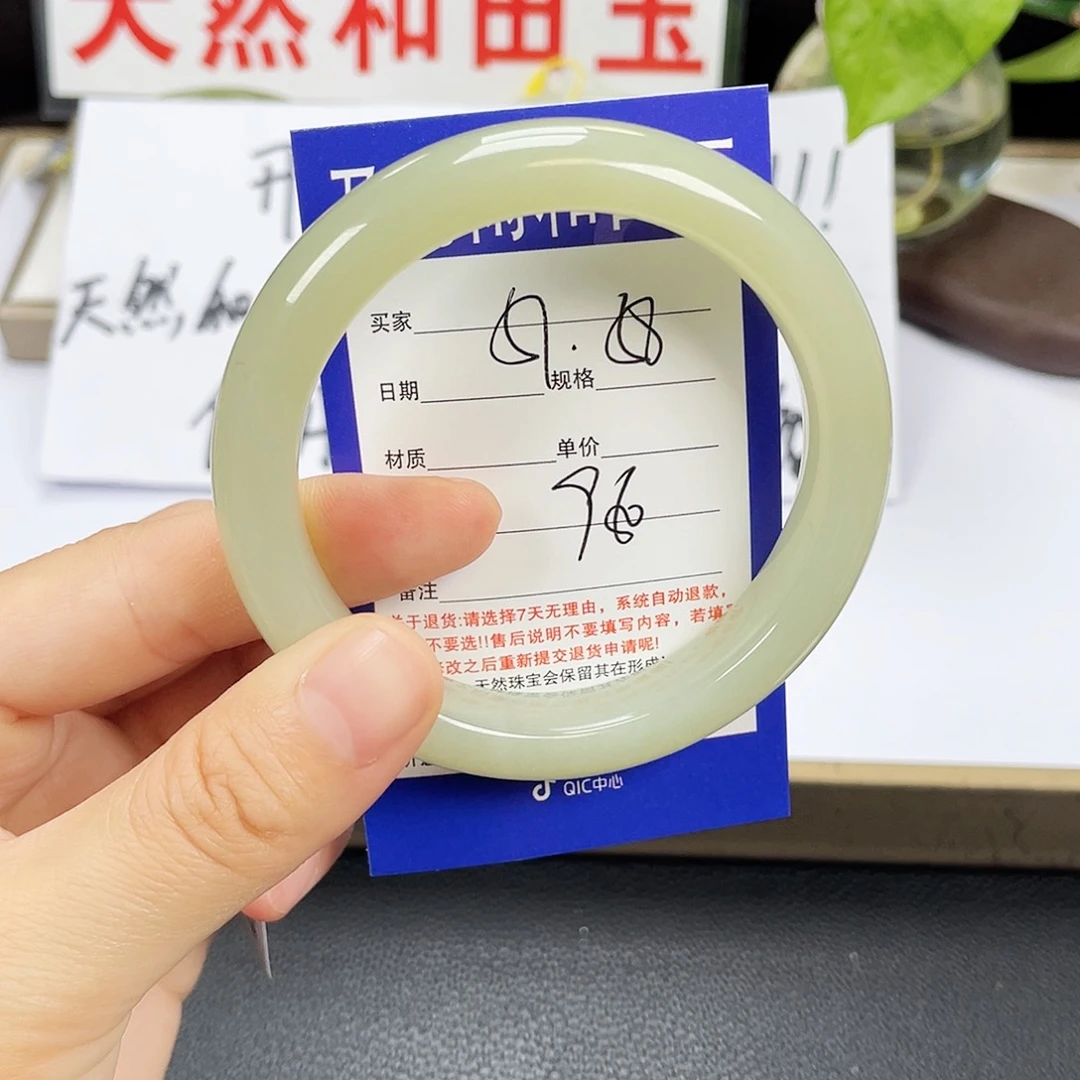 天然和田玉
开
!!!
天然,和
买家
9.8
日期 规格
材质 单价
96
备注
关于退货:请选择7天无理由,系统自动退款,
不要选!!售后说明不要填写内容,若填写
改之后重新提交退货申请呢!
天然珠宝会保留其在形成
QIC中心